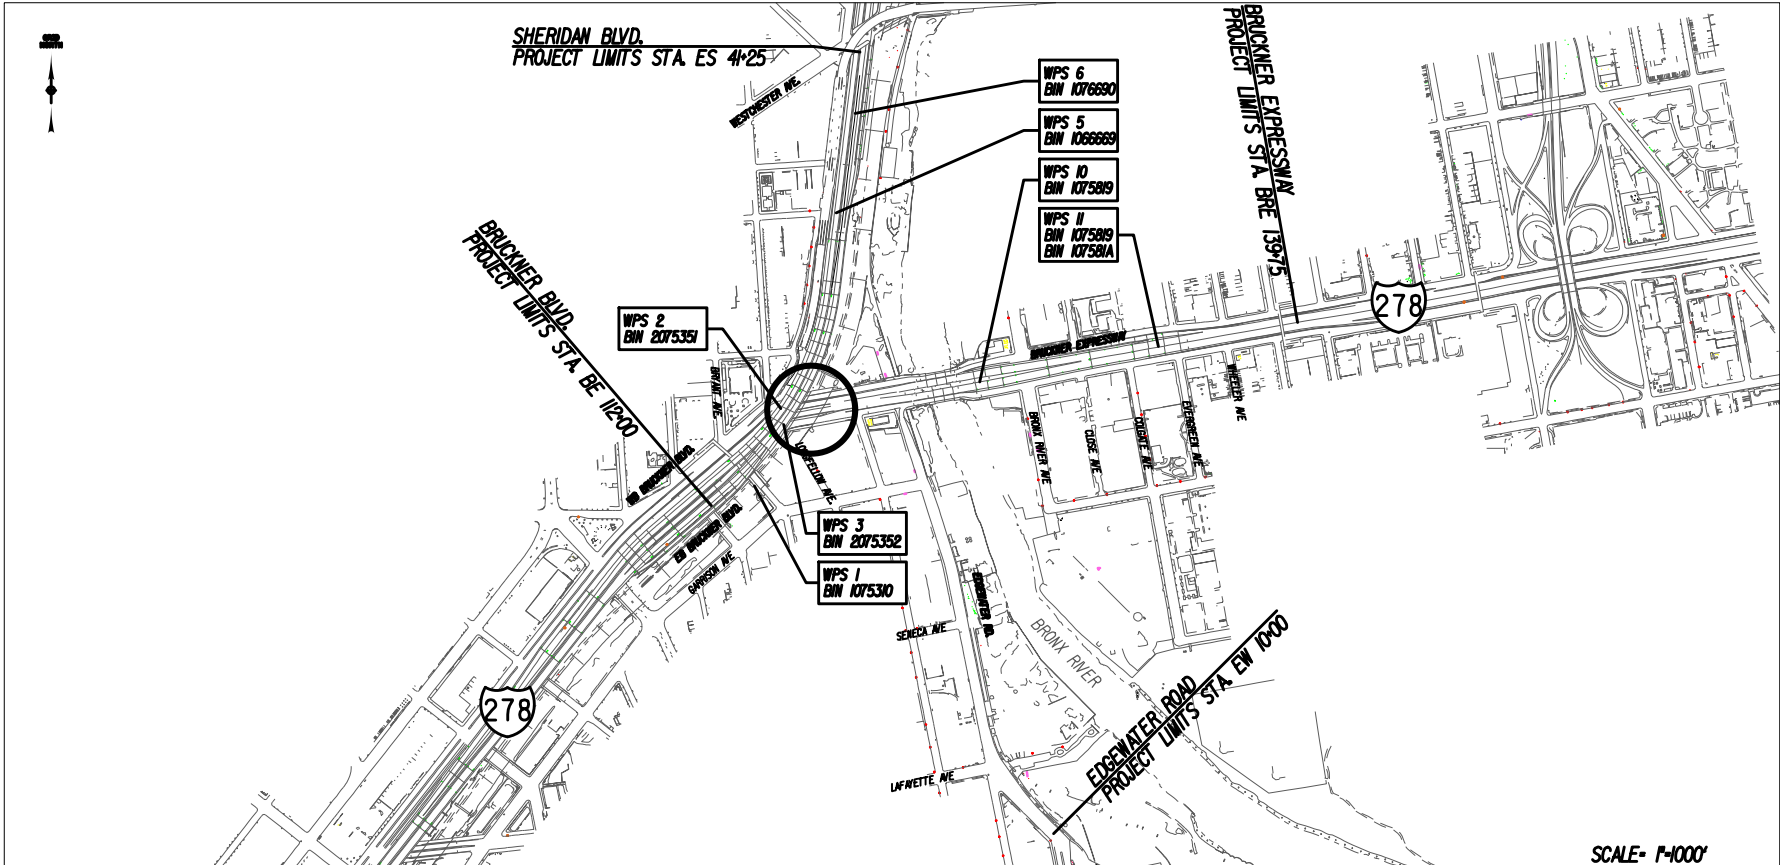 GRID
NORTH
SHERIDAN BLVD.
PROJECT LIMITS STA. ES 41+25
WESTCHESTER AVE.
WPS 6
BIN 1076690
WPS 5
BIN 1066669
WPS 10
BIN 1075819
WPS 11
BIN 1075819
BIN 107581A
BRUCKNER EXPRESSWAY
PROJECT LIMITS STA. BRE 139+75
BRUCKNER BLVD.
PROJECT LIMITS STA. BE 112+00
WPS 2
BIN 2075351
278
BRUCKNER EXPRESSWAY
BRYANT AVE.
WHEELER AVE
EVERGREEN AVE
COLGATE AVE
CLOSE AVE
BRONX RIVER AVE
LONGFELLOW AVE.
WB BRUCKNER BLVD.
EB BRUCKNER BLVD.
GARRISON AVE
WPS 3
BIN 2075352
WPS 1
BIN 1075310
EDGEWATER RD.
SENECA AVE
BRONX RIVER
EDGEWATER ROAD
PROJECT LIMITS STA. EW 10+00
278
LAFAYETTE AVE
SCALE= 1"=1000'